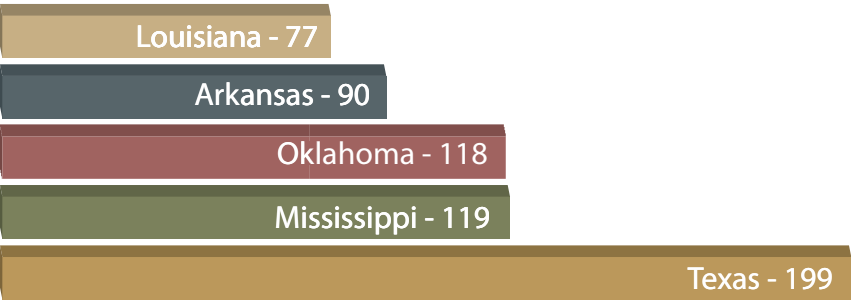 Louisiana - 77
Arkansas - 90
Oklahoma - 118
Mississippi - 119
Texas - 199